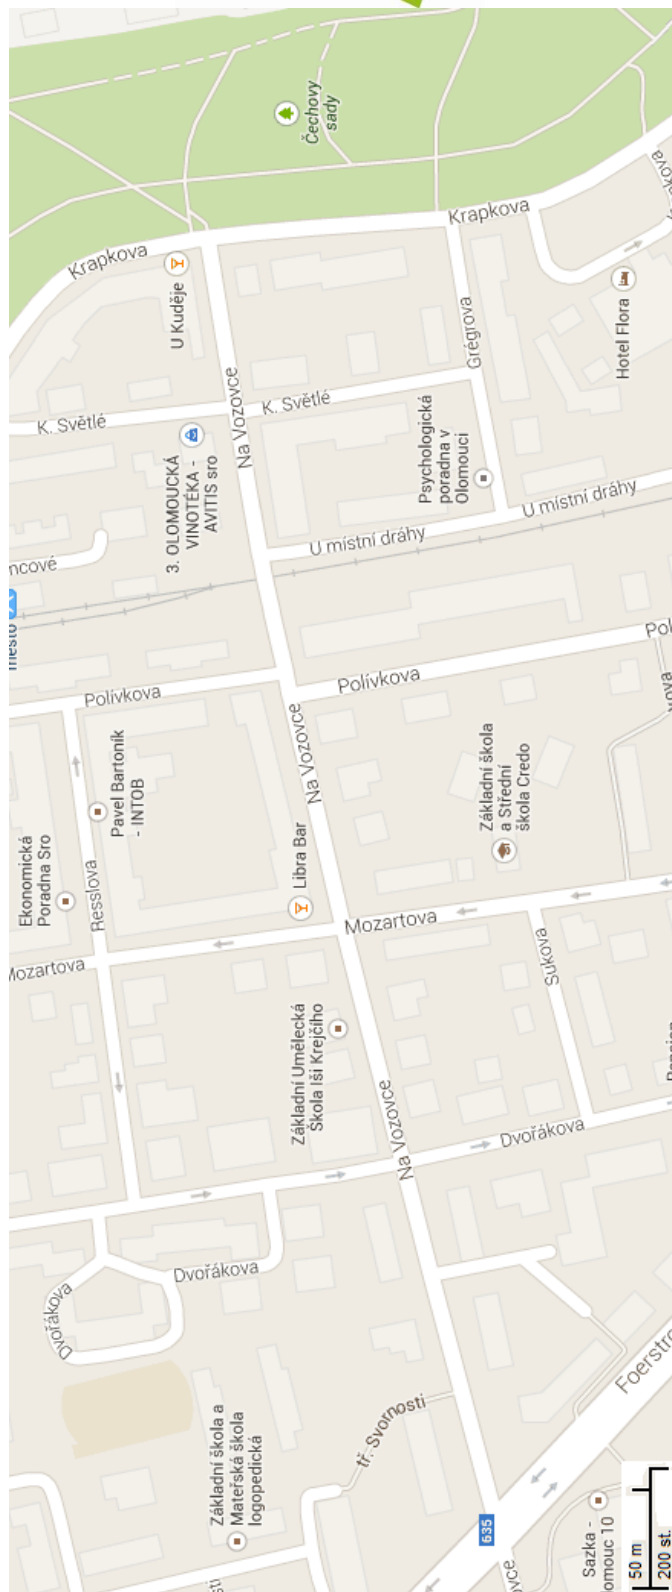 Čechovy
sady
Krapkova
Krapkova
U Kuděje
Grégrova
Hotel Flora
K. Světlé
K. Světlé
Na Vozovce
3. OLOMOUCKÁ
VINOTÉKA -
AVITIS sro
Psychologická
poradna v
Olomouci
U místní dráhy
U místní dráhy
město
Polívkova
Polívkova
Na Vozovce
Pavel Bartoník
- INTOB
Základní škola
a Střední
škola Credo
Ekonomická
Poradna Sro
Resslova
Libra Bar
Mozartova
Mozartova
Sukova
Základní Umělecká
Škola Iši Krejčího
Na Vozovce
Dvořákova
Dvořákova
Dvořákova
Základní škola a
Mateřská škola
logopedická
tř. Svornosti
635
Sazka -
omouc 10
50 m
200 st.